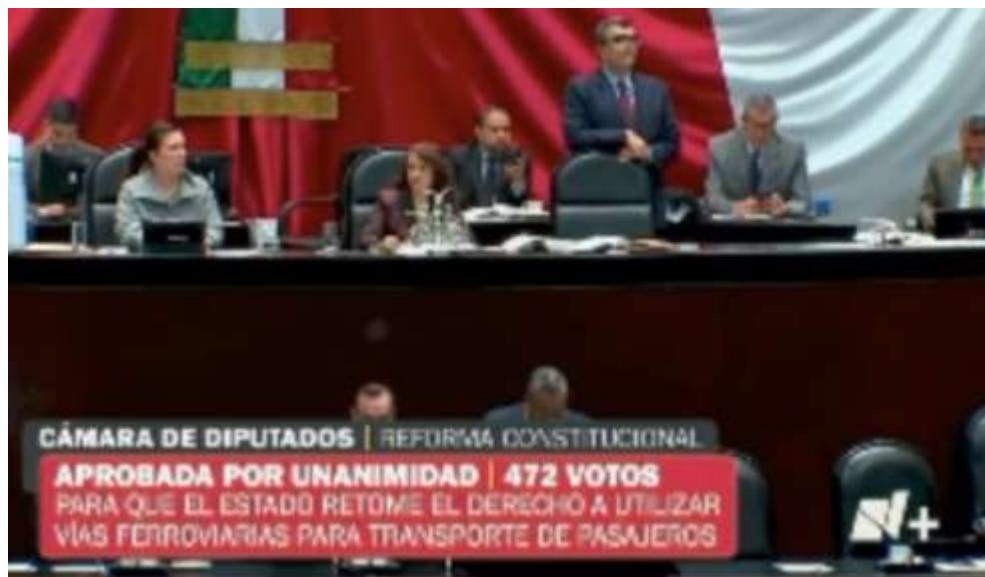 CÁMARA DE DIPUTADOS | REFORMA CONSTITUCIONAL
APROBADA POR UNANIMIDAD | 472 VOTOS
PARA QUE EL ESTADO RETOME EL DERECHO A UTILIZAR
VÍAS FERROVIARIAS PARA TRANSPORTE DE PASAJEROS
N+